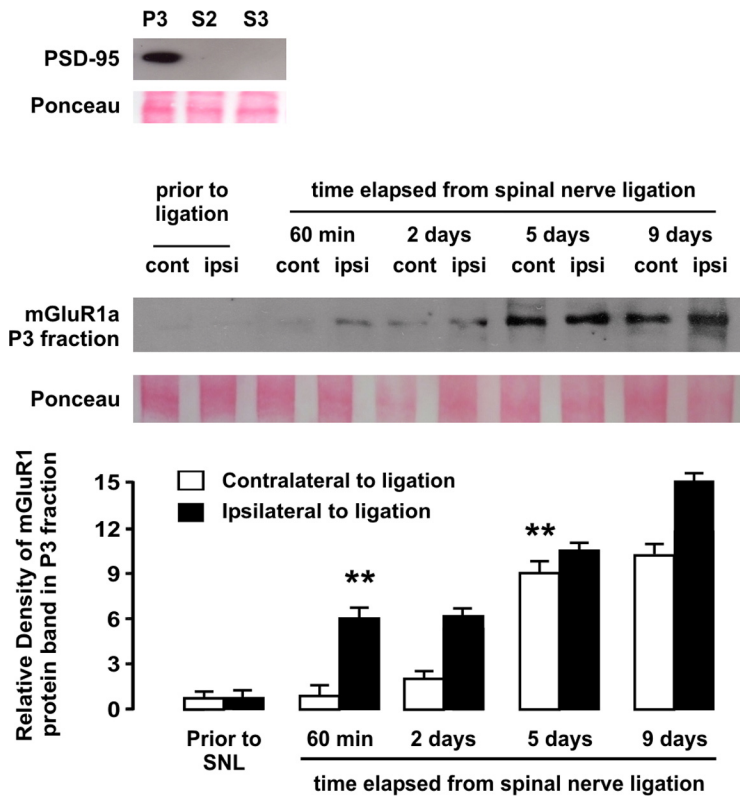 P3 S2 S3
PSD-95
Ponceau
prior to
ligation
time elapsed from spinal nerve ligation
60 min 2 days 5 days 9 days
cont ipsi cont ipsi cont ipsi cont ipsi cont ipsi
mGluR1a
P3 fraction
Ponceau
Relative Density of mGluR1
protein band in P3 fraction
15
12
9
6
3
0
Contralateral to ligation
Ipsilateral to ligation
**
**
Prior to
SNL
60 min 2 days 5 days 9 days
time elapsed from spinal nerve ligation